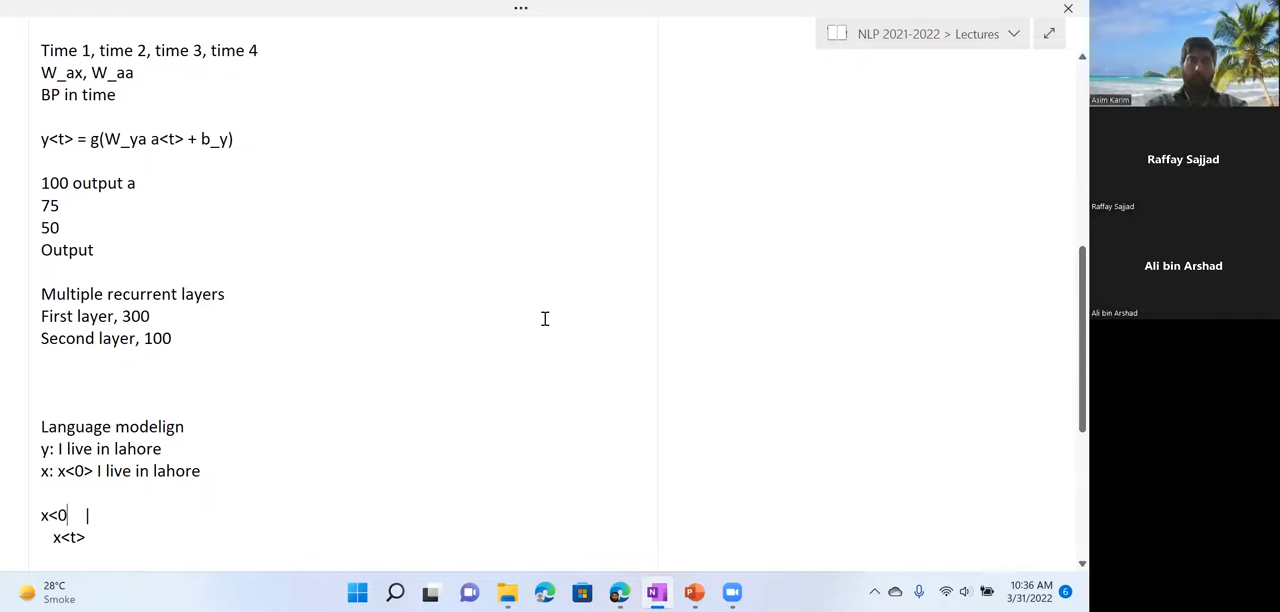 NLP 2021-2022 > Lectures
Time 1, time 2, time 3, time 4
W_ax, W_aa
BP in time
y<t> = g(W_ya a<t> + b_y)
100 output a
75
50
Output
Multiple recurrent layers
First layer, 300
Second layer, 100
Language modelign
y: I live in lahore
x: x<0> I live in lahore
x<0 |
x<t>
Asim Karim
Raffay Sajjad
Raffay Sajjad
Ali bin Arshad
Ali bin Arshad
28°C
Smoke
10:36 AM
3/31/2022
6